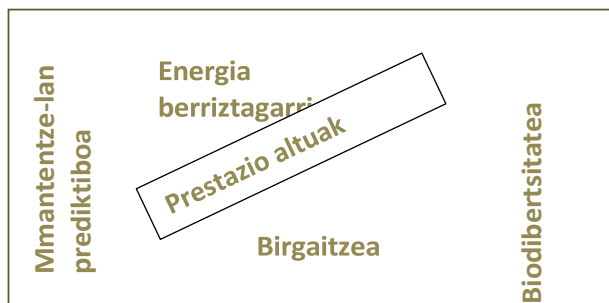 Mmantentze-lan
prediktiboa
Energia
berriztagarri
Prestazio altuak
Birgaitzea
Biodibertsitatea